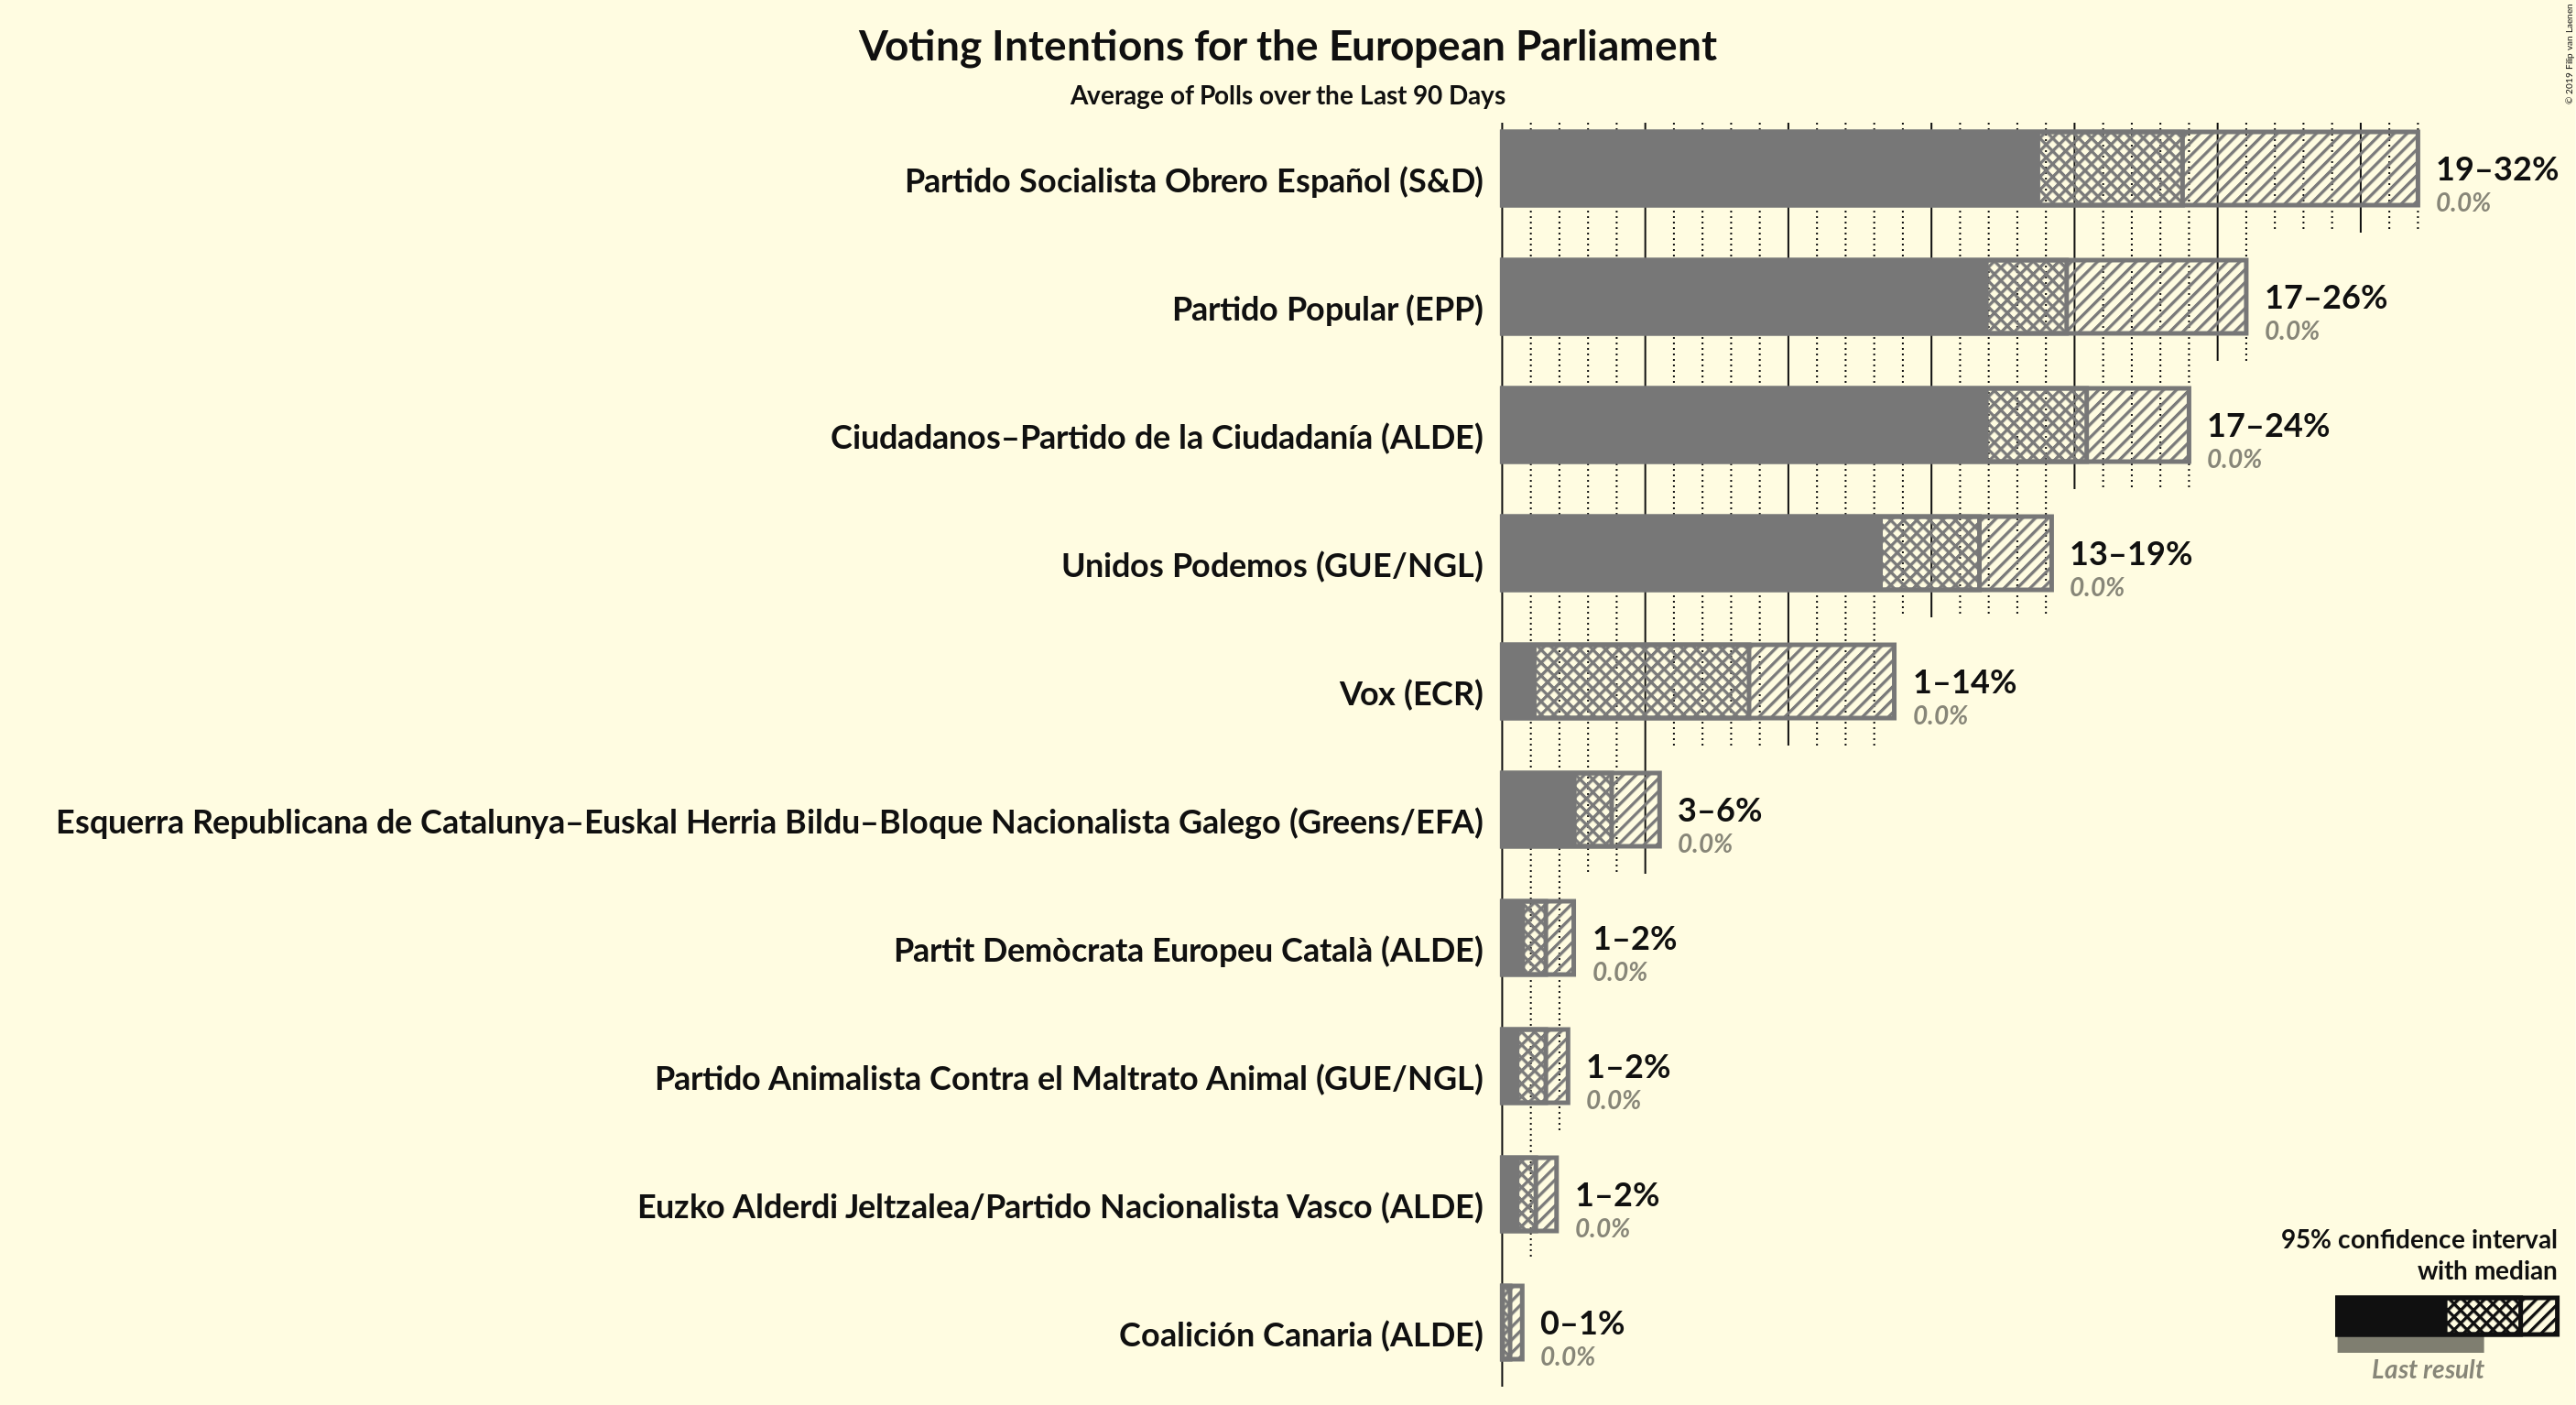 Voting Intentions for the European Parliament
Average of Polls over the Last 90 Days
© 2019 Filip van Laenen
Partido Socialista Obrero Español (S&D)
19–32%
0.0%
Partido Popular (EPP)
17–26%
0.0%
Ciudadanos–Partido de la Ciudadanía (ALDE)
17–24%
0.0%
Unidos Podemos (GUE/NGL)
13–19%
0.0%
Vox (ECR)
1–14%
0.0%
Esquerra Republicana de Catalunya–Euskal Herria Bildu–Bloque Nacionalista Galego (Greens/EFA)
3–6%
0.0%
Partit Demòcrata Europeu Català (ALDE)
1–2%
0.0%
Partido Animalista Contra el Maltrato Animal (GUE/NGL)
1–2%
0.0%
Euzko Alderdi Jeltzalea/Partido Nacionalista Vasco (ALDE)
1–2%
0.0%
Coalición Canaria (ALDE)
0–1%
0.0%
95% confidence interval
with median
Last result